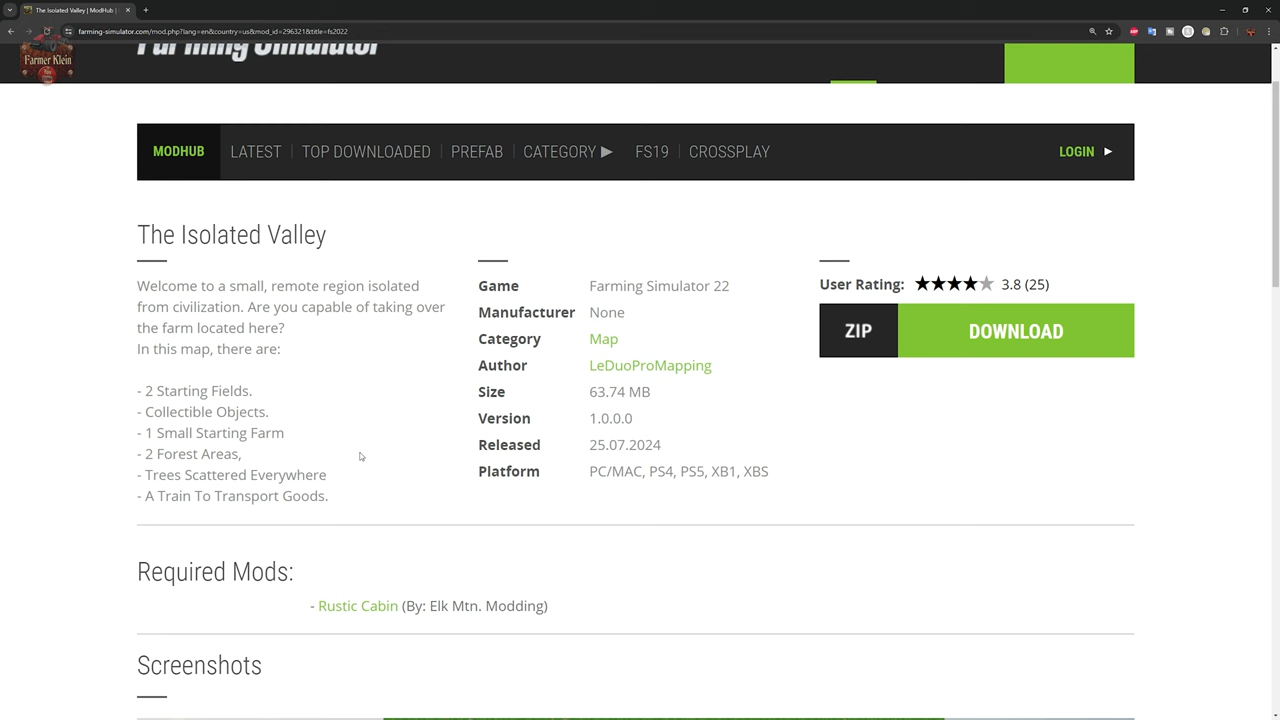 The Isolated Valley | ModHub |
farming-simulator.com/mod.php?lang=en&country=us&mod_id=296321&title=fs2022
Farmer Klein
Farming Simulator
MODHUB LATEST TOP DOWNLOADED PREFAB CATEGORY ▶ FS19 CROSSPLAY LOGIN ▶
The Isolated Valley
Welcome to a small, remote region isolated
from civilization. Are you capable of taking over
the farm located here?
In this map, there are:
- 2 Starting Fields.
- Collectible Objects.
- 1 Small Starting Farm
- 2 Forest Areas,
- Trees Scattered Everywhere
- A Train To Transport Goods.
Game Farming Simulator 22
Manufacturer None
Category Map
Author LeDuoProMapping
Size 63.74 MB
Version 1.0.0.0
Released 25.07.2024
Platform PC/MAC, PS4, PS5, XB1, XBS
User Rating: 3.8 (25)
ZIP DOWNLOAD
Required Mods:
- Rustic Cabin (By: Elk Mtn. Modding)
Screenshots